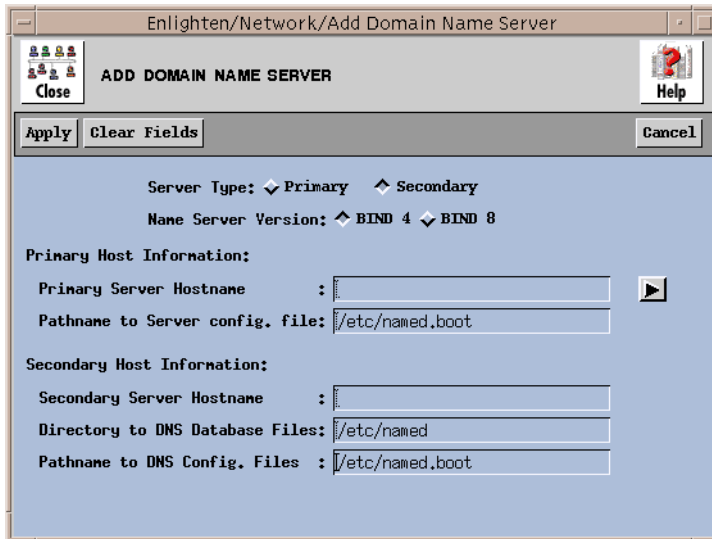 Enlighten/Network/Add Domain Name Server
Close
ADD DOMAIN NAME SERVER
Help
Apply
Clear Fields
Cancel
Server Type: Primary Secondary
Name Server Version: BIND 4 BIND 8
Primary Host Information:
Primary Server Hostname :
Pathname to Server config. file: /etc/named.boot
Secondary Host Information:
Secondary Server Hostname :
Directory to DNS Database Files: /etc/named
Pathname to DNS Config. Files : /etc/named.boot